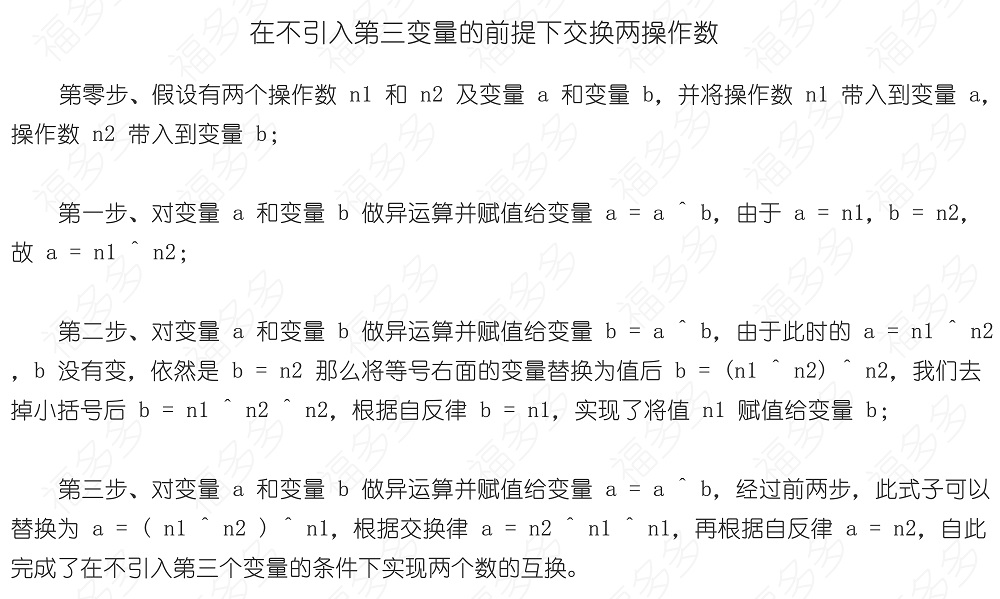 在不引入第三变量的前提下交换两操作数
第零步、假设有两个操作数 n1 和 n2 及变量 a 和变量 b，并将操作数 n1 带入到变量 a，
操作数 n2 带入到变量 b；
第一步、对变量 a 和变量 b 做异运算并赋值给变量 a = a ^ b，由于 a = n1，b = n2，
故 a = n1 ^ n2；
第二步、对变量 a 和变量 b 做异运算并赋值给变量 b = a ^ b，由于此时的 a = n1 ^ n2
，b 没有变，依然是 b = n2 那么将等号右面的变量替换为值后 b = (n1 ^ n2) ^ n2，我们去
掉小括号后 b = n1 ^ n2 ^ n2，根据自反律 b = n1，实现了将值 n1 赋值给变量 b；
第三步、对变量 a 和变量 b 做异运算并赋值给变量 a = a ^ b，经过前两步，此式子可以
替换为 a = ( n1 ^ n2 ) ^ n1，根据交换律 a = n2 ^ n1 ^ n1，再根据自反律 a = n2，自此
完成了在不引入第三个变量的条件下实现两个数的互换。
福多多